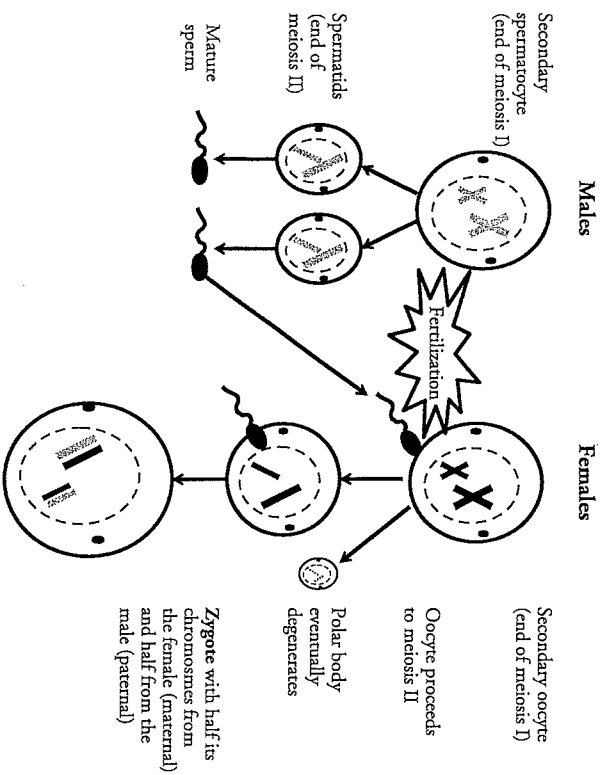 Males
Females
Secondary
spermatocyte
(end of meiosis I)
Spermatids
(end of
meiosis II)
Mature
sperm
Fertilization
Secondary oocyte
(end of meiosis I)
Oocyte proceeds
to meiosis II
Polar body
eventually
degenerates
Zygote with half its
chromosmes from
the female (maternal)
and half from the
male (paternal)